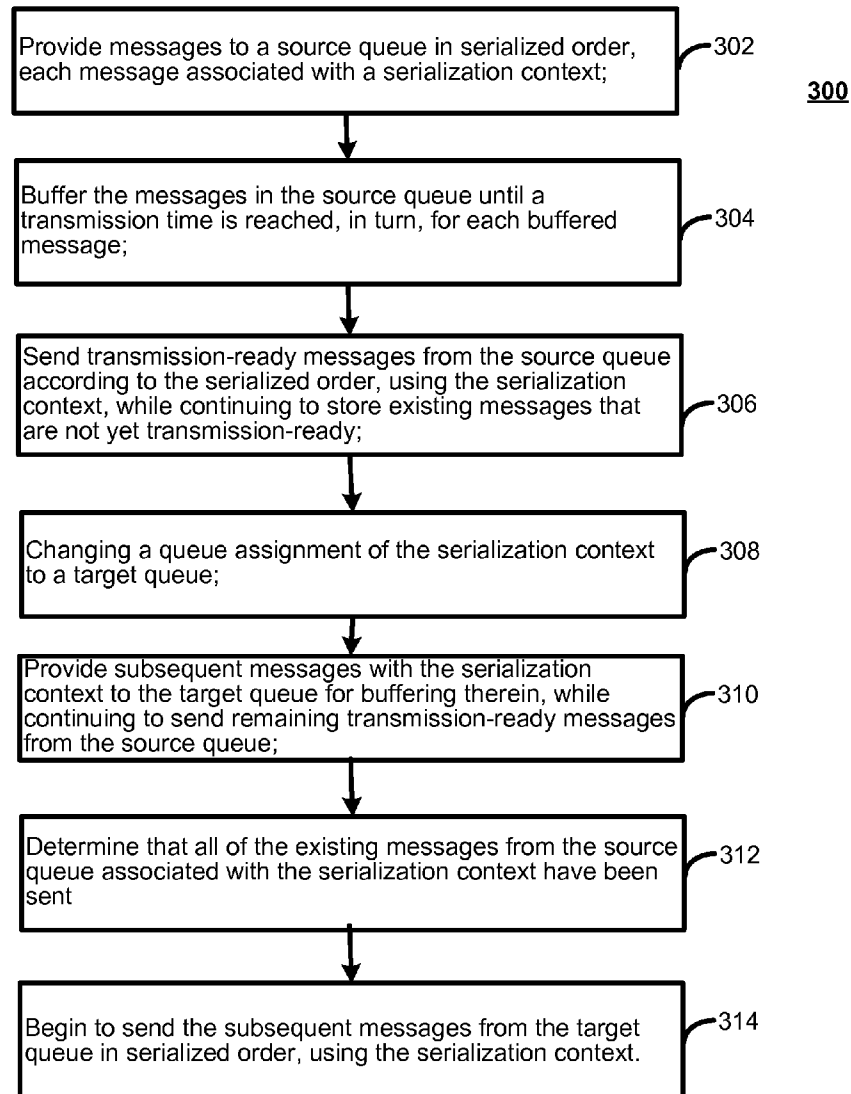 Provide messages to a source queue in serialized order,
each message associated with a serialization context;
302
300
Buffer the messages in the source queue until a
transmission time is reached, in turn, for each buffered
message;
304
Send transmission-ready messages from the source queue
according to the serialized order, using the serialization
context, while continuing to store existing messages that
are not yet transmission-ready;
306
Changing a queue assignment of the serialization context
to a target queue;
308
Provide subsequent messages with the serialization
context to the target queue for buffering therein, while
continuing to send remaining transmission-ready messages
from the source queue;
310
Determine that all of the existing messages from the source
queue associated with the serialization context have been
sent
312
Begin to send the subsequent messages from the target
queue in serialized order, using the serialization context.
314